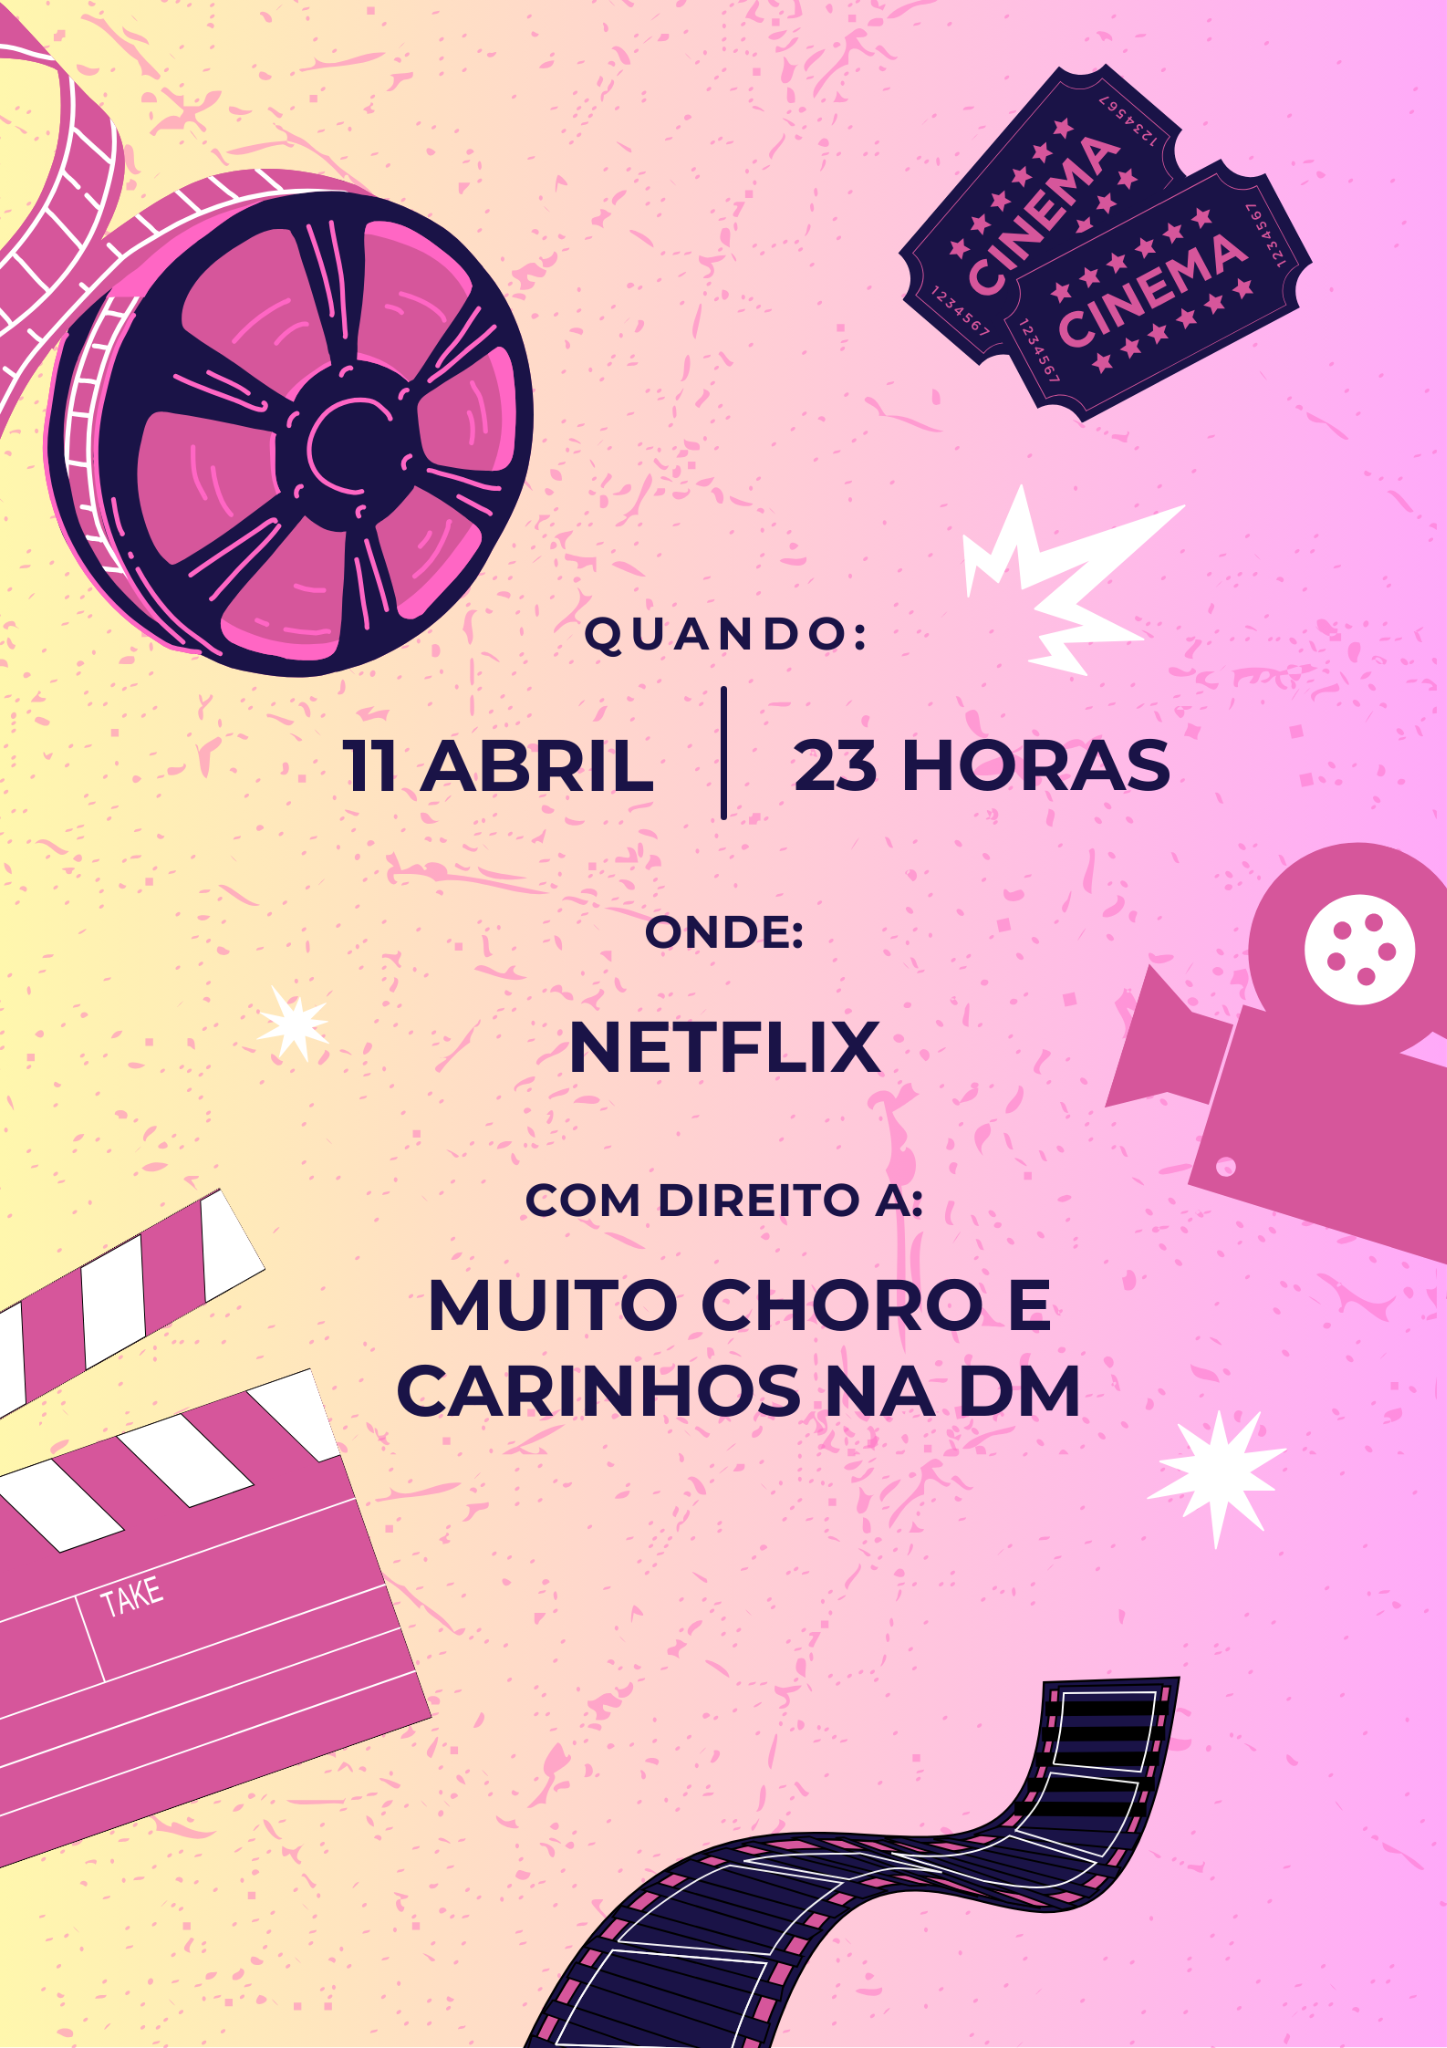 1234567
CINEMA
1234567
1234567
CINEMA
1234567
QUANDO:
11 ABRIL
23 HORAS
ONDE:
NETFLIX
COM DIREITO A:
MUITO CHORO E
CARINHOS NA DM
TAKE